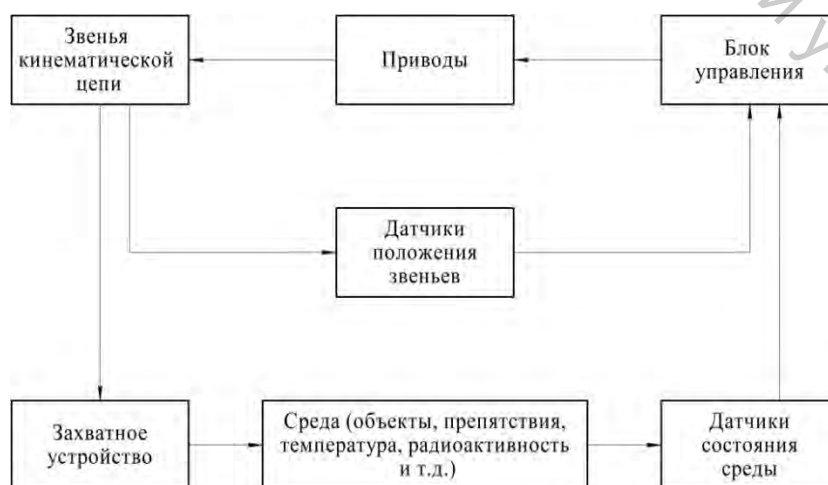 Звенья
кинематической
цепи
Приводы
Блок
управления
Датчики
положения
звеньев
Захватное
устройство
Среда (объекты, препятствия,
температура, радиоактивность
и т.д.)
Датчики
состояния
среды